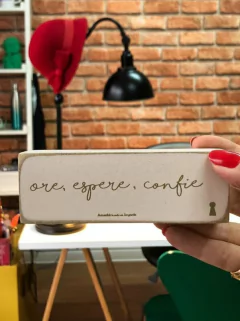 ore, espere, confie